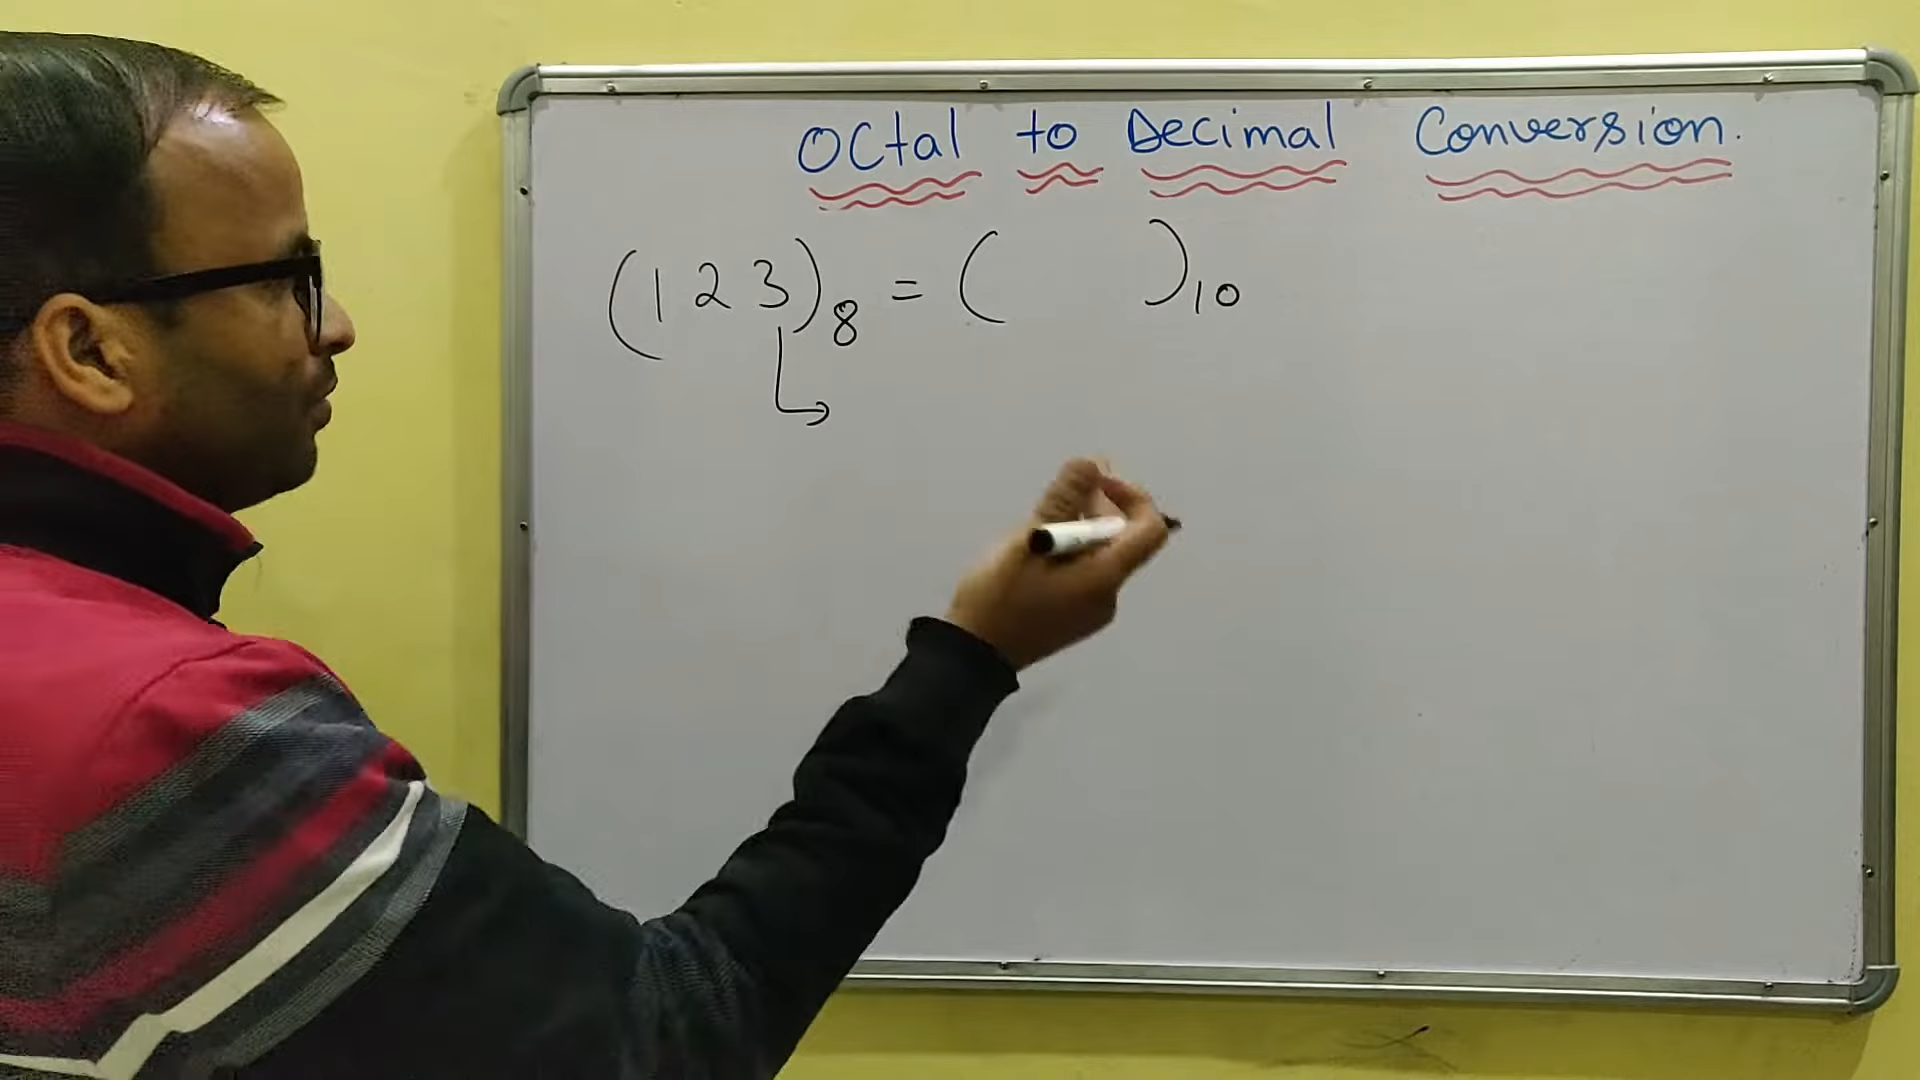 Octal to Decimal Conversion.
(123)₈ = (     )₁₀